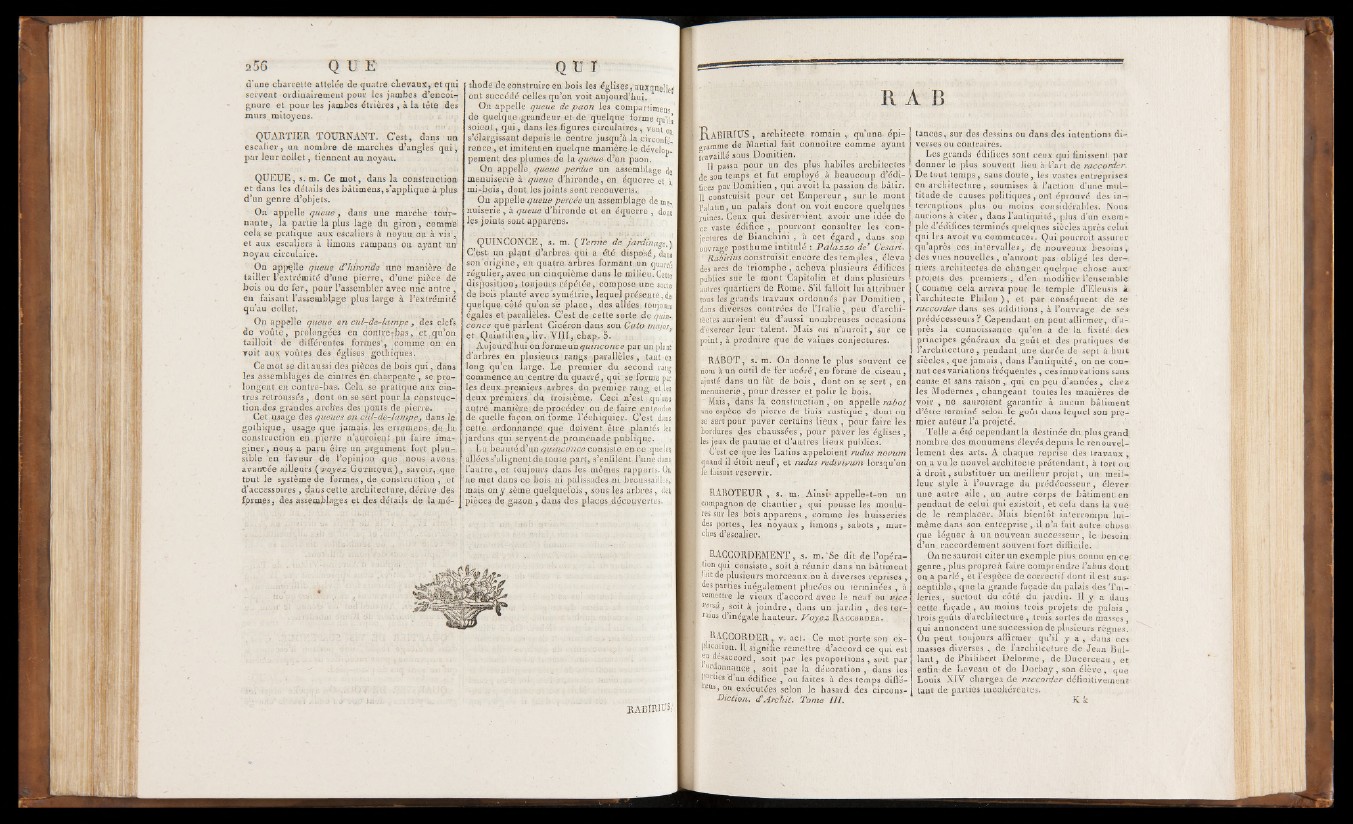 256 QUE
QUI
d'une charrette attelée de quatre chevaux, et qui
servent ordinairement pour les jambes d'encoi-
gnure et pour les jambes étrières, à la tête des
murs mitoyens.
QUARTIER TOURNANT. C'est, dans un
escalier, un nombre de marches d'angles qui,
par leur collet, tiennent au noyau.
QUEUE, s. m. Ce mot, dans la construction
et dans les détails des bâtimens, s'applique à plus
d'un genre d'objets.
On appelle queue, dans une marche tour-
nante, la partie la plus lage du giron, comme
cela se pratique aux escaliers à noyau ou à vis,
et aux escaliers à limons rampans ou ayant un
noyau circulaire.
On appelle queue d'hironde une manière de
tailler l'extrémité d'une pierre, d'une pièce de
bois ou de fer, pour l'assembler avec une autre,
en faisant l'assemblage plus large à l'extrémité
qu'au collet.
On appelle queue en cul-de-lampe, des clefs
de voûte, prolongées en contre-bas, et qu'on
tailloit de différentes formes, comme on en
voit aux voûtes des églises gothiques.
Ce mot se dit aussi des pièces de bois qui, dans
les assemblages de cintres en charpente, se pro-
longent en contre-bas. Cela se pratique aux cin-
tres retroussés, dont on se sert pour la construc-
tion des grandes arches des ponts de pierre.
Cet usage des queues en cul-de-lampe, dans le
gothique, usage que jamais les erremens de la
construction en pierre n'auroient pu faire ima-
giner, nous a paru être un argument fort plau-
sible en faveur de l'opinion que nous avons
avancée ailleurs (voyez Gothique), savoir, que
tout le système de formes, de construction, et
d'accessoires, dans cette architecture, dérive des
formes, des assemblages et des détails de la mé-
thode de construire en bois les églises, auxquelles
ont succédé celles qu'on voit aujourd'hui.
On appelle queue de paon les compartimens,
de quelque grandeur et de quelque forme qu'ils
soient, qui, dans les figures circulaires, vont en
s'élargissant depuis le centre jusqu'à la circonfé-
rence, et imitent en quelque manière le dévelop-
pement des plumes de la queue d'un paon.
On appelle queue perdue un assemblage de
menuiserie à queue d'hironde, en équerre et à
mi-bois, dont les joints sont recouverts.
On appelle queue percée un assemblage de me-
nuiserie, à queue d'hironde et en équerre, dont
les joints sont apparens.
QUINCONCE, s. m. (Terme de jardinage.)
C'est un plant d'arbres qui a été disposé, dans
son origine, en quatre arbres formant un quarré
régulier, avec un cinquième dans le milieu. Cette
disposition, toujours répétée, compose une sorte
de bois planté avec symétrie, lequel présente, de
quelque côté qu'on se place, des allées toujours
égales et parallèles. C'est de cette sorte de quin-
conce que parlent Cicéron dans son Cato major,
et Quintilien, liv. VIII, chap. 3.
Aujourd'hui on forme un quinconce par un plant
d'arbres en plusieurs rangs parallèles, tant en
long qu'en large. Le premier du second rang
commence au centre du quarré, qui se forme par
les deux premiers arbres du premier rang et les
deux premiers du troisième. Ceci n'est qu'une
autre manière de procéder ou de faire entendre
de quelle façon on forme l'échiquier. C'est dans
cette ordonnance que doivent être plantés les
jardins qui servent de promenade publique.
La beauté d'un quinconce consiste en ce que les
allées s'alignent de toute part, s'enfilent l'une dans
l'autre, et toujours dans les mêmes rapports. On
ne met dans ce bois ni palissades ni broussailles,
mais on y sème quelquefois, sous les arbres, des
pièces de gazon, dans des places découvertes.
RABIRIUS
RAB
RABIRIUS, architecte romain, qu'une épi-
gramme de Martial fait connoître comme ayant
travaillé sous Domitien.
Il passa pour un des plus habiles architectes
de son temps et fut employé à beaucoup d'édi-
fices par Domitien, qui avoit la passion de bâtir.
Il construisit pour cet Empereur, sur le mont
Palatin, un palais dont on voit encore quelques
ruines. Ceux qui desireroient avoir une idée de
ce vaste édifice, pourront consulter les con-
jectures de Bianchini, à cet égard, dans son
ouvrage posthume intitulé : Palazzo de' Cesari.
Rabirius construisit encore des temples, éleva
des arcs de triomphe, acheva plusieurs édifices
publics sur le mont Capitolin et dans plusieurs
autres quartiers de Rome. S'il falloit lui attribuer
tous les grands travaux ordonnés par Domitien,
dans diverses contrées de l'Italie, peu d'archi-
tectes auroient eu d'aussi nombreuses occasions
d'exercer leur talent. Mais on n'auroit, sur ce
point, à produire que de vaines conjectures.
RABOT, s. m. On donne le plus souvent ce
nom à un outil de fer acéré, en forme de ciseau,
ajusté dans un fût de bois, dont on se sert, en
menuiserie, pour dresser et polir le bois.
Mais, dans la construction, on appelle rabot
une espèce de pierre de liais rustique, dont on
se sert pour paver certains lieux, pour faire les
bordures des chaussées, pour paver les églises,
les jeux de paume et d'autres lieux publics.
C'est ce que les Latins appeloient rudus novum
quand il étoit neuf, et rudus redivivum lorsqu'on
le faisoit reservir.
RABOTEUR, s. m. Ainsi appelle-t-on un
compagnon de chantier, qui pousse les moulu-
res sur les bois apparens, comme les huisseries
des portes, les noyaux, limons, sabots, mar-
ches d'escalier.
RACCORDEMENT, s. m. Se dit de l'opéra-
tion qui consiste, soit à réunir dans un bâtiment
fait de plusieurs morceaux ou à diverses reprises,
des parties inégalement placées ou terminées, à
remettre le vieux d'accord avec le neuf ou vice
versâ, soit à joindre, dans un jardin, des ter-
rains d'inégale hauteur. Voyez Raccorder.
RACCORDER, v. act. Ce mot porte son ex-
plication. Il signifie remettre d'accord ce qui est
en désaccord, soit par les proportions, soit par
l'ordonnance, soit par la décoration, dans les
parties d'un édifice, ou faites à des temps diffé-
rens, ou exécutées selon le hasard des circons-
Diction. d'Archit. Tome III.
tances, sur des dessins ou dans des intentions di-
verses ou contraires.
Les grands édifices sont ceux qui finissent par
donner le plus souvent lieu à l'art de raccorder.
De tout temps, sans doute, les vastes entreprises
en architecture, soumises à l'action d'une mul-
titude de causes politiques, ont éprouvé des in-
terruptions plus ou moins considérables. Nous
aurions à citer, dans l'antiquité, plus d'un exem-
ple d'édifices terminés quelques siècles après celui
qui les avoit vu commencer. Qui pourroit assurer
qu'après ces intervalles, de nouveaux besoins,
des vues nouvelles, n'auront pas obligé les der-
niers architectes de changer quelque chose aux
projets des premiers, d'en modifier l'ensemble
(comme cela arriva pour le temple d'Eleusis à
l'architecte Philon), et par conséquent de se
raccorder dans ses additions, à l'ouvrage de ses
prédécesseurs? Cependant on peut affirmer, d'a-
près la connoissance qu'on a de la fixité des
principes généraux du goût et des pratiques de
l'architecture, pendant une durée de sept à huit
siècles, que jamais, dans l'antiquité, on ne con-
nut ces variations fréquentes, ces innovations sans
cause et sans raison, qui en peu d'années, chez
les Modernes, changeant toutes les manières de
voir, ne sauroient garantir à aucun bâtiment
d'être terminé selon le goût dans lequel son pre-
mier auteur l'a projeté.
Telle a été cependant la destinée du plus grand
nombre des monumens élevés depuis le renouvel-
lement des arts. A chaque reprise des travaux,
on a vu le nouvel architecte prétendant, à tort ou
à droit, substituer un meilleur projet, un meil-
leur style à l'ouvrage du prédécesseur, élever
une autre aile, un autre corps de bâtiment en
pendant de celui qui existoit, et cela dans la vue
de le remplacer. Mais bientôt interrompu lui-
même dans son entreprise, il n'a fait autre chose
que léguer à un nouveau successeur, le besoin
d'un raccordement souvent fort difficile.
On ne sauroit citer un exemple plus connu en ce
genre, plus propre à faire comprendre l'abus dont
on a parlé, et l'espèce de correctif dont il est sus-
ceptible, que la grande façade du palais des Tui-
leries, surtout du côté du jardin. Il y a dans
cette façade, au moins trois projets de palais,
trois goûts d'architecture, trois sortes de masses,
qui annoncent une succession de plusieurs règnes.
On peut toujours affirmer qu'il y a, dans ces
masses diverses, de l'architecture de Jean Bul-
lant, de Philibert Delorme, de Ducerceau, et
enfin de Leveau et de Dorbay, son élève, que
Louis XIV chargea de raccorder définitivement
tant de parties incohérentes.
K k